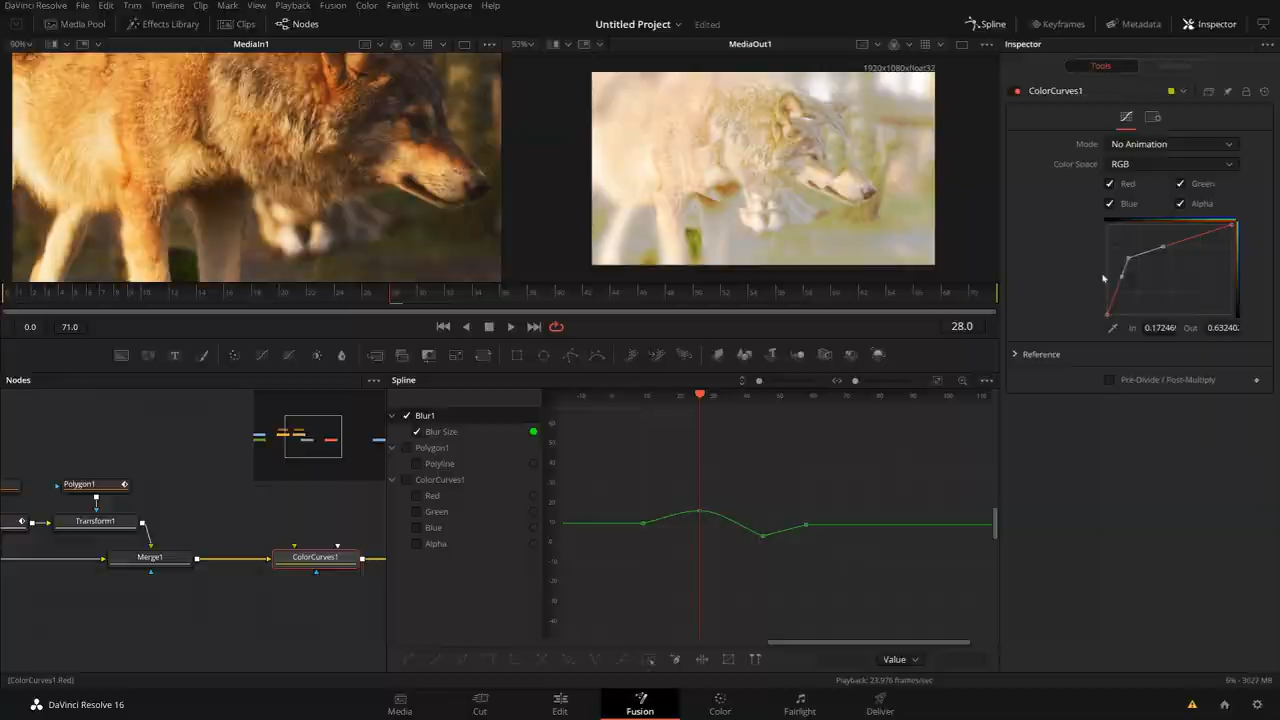 DaVinci Resolve File Edit Trim Timeline Clip Mark View Playback Fusion Color Fairlight Workspace Help
Media Pool Effects Library Clips Nodes Untitled Project Edited Spline Keyframes Metadata Inspector
90% MediaIn1 53% MediaOut1 Inspector
1920x1080xfloat32
Tools
ColorCurves1
Mode No Animation
Color Space RGB
Red Green
Blue Alpha
0.0 71.0 28.0
In 0.17246 Out 0.63240
Reference
Nodes Spline
Pre-Divide / Post-Multiply
Blur1
Blur Size
Polygon1
Polyline
ColorCurves1
Red
Green
Blue
Alpha
Polygon1
Transform1
Merge1 ColorCurves1
Value
[ColorCurves1.Red] Playback: 23.976 frames/sec 6% - 3627 MB
DaVinci Resolve 16 Media Cut Edit Fusion Color Fairlight Deliver